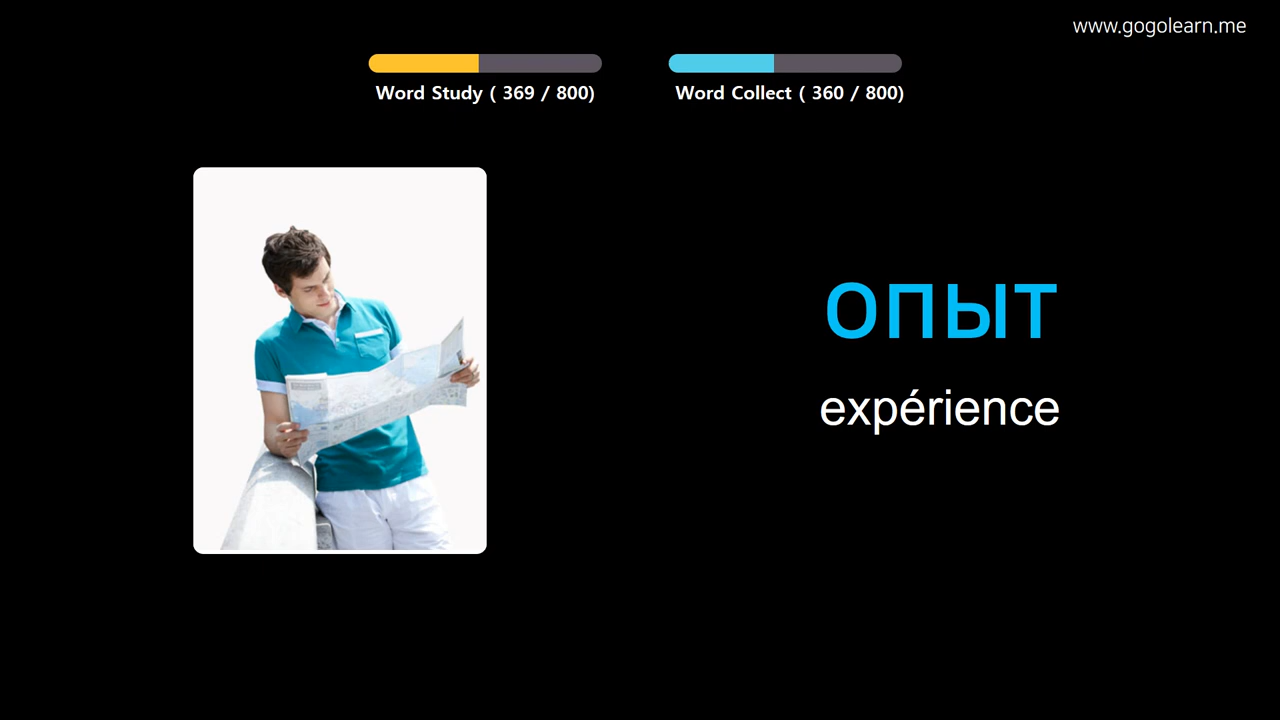 www.gogolearn.me
Word Study ( 369 / 800)
Word Collect ( 360 / 800)
опыт
expérience